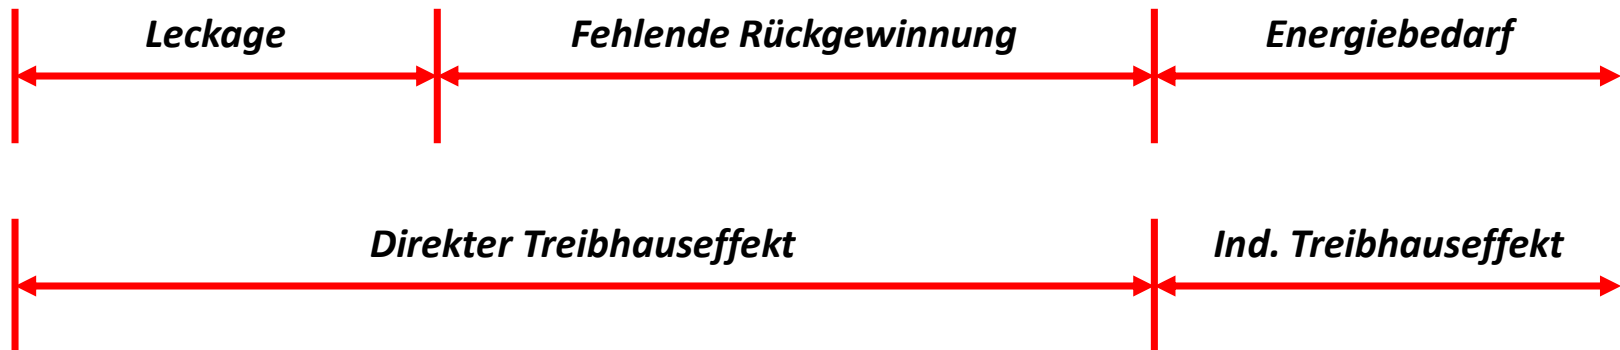 Leckage Fehlende Rückgewinnung Energiebedarf
Direkter Treibhauseffekt Ind. Treibhauseffekt